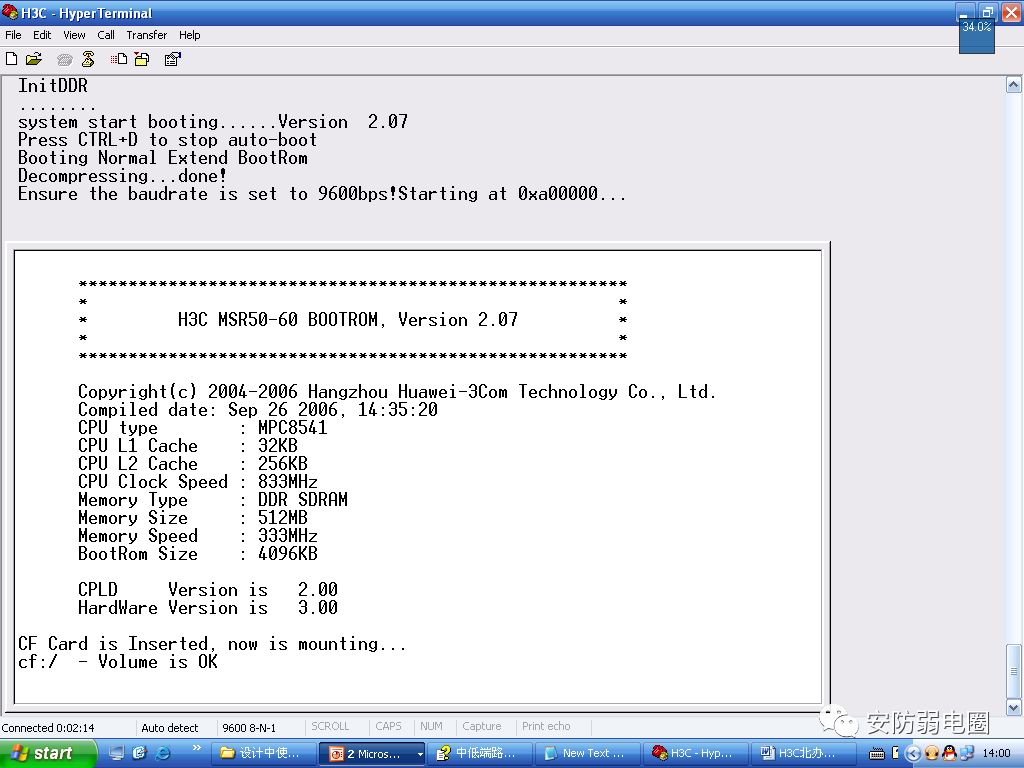 H3C - HyperTerminal
34.0%
File Edit View Call Transfer Help
InitDDR
........
system start booting......Version  2.07
Press CTRL+D to stop auto-boot
Booting Normal Extend BootRom
Decompressing...done!
Ensure the baudrate is set to 9600bps!Starting at 0xa00000...
*******************************************************
*                                                     *
*         H3C MSR50-60 BOOTROM, Version 2.07          *
*                                                     *
*******************************************************
Copyright(c) 2004-2006 Hangzhou Huawei-3Com Technology Co., Ltd.
Compiled date: Sep 26 2006, 14:35:20
CPU type        : MPC8541
CPU L1 Cache    : 32KB
CPU L2 Cache    : 256KB
CPU Clock Speed : 833MHz
Memory Type     : DDR SDRAM
Memory Size     : 512MB
Memory Speed    : 333MHz
BootRom Size    : 4096KB
CPLD     Version is   2.00
HardWare Version is   3.00
CF Card is Inserted, now is mounting...
cf:/  - Volume is OK
Connected 0:02:14 Auto detect 9600 8-N-1 SCROLL CAPS NUM Capture Print echo
安防弱电圈
start » 设计中使... 2 Micros... 中低端路... New Text ... H3C - Hyp... H3C北办... 14:00